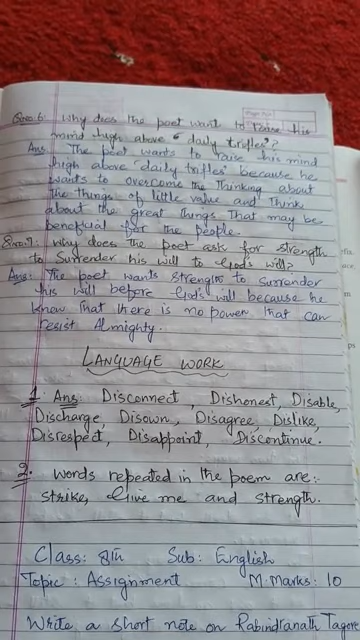 Q.no.6. Why does the poet want to raise his
mind high above "daily trifles"?
Ans: The poet wants to raise his mind
high above 'daily trifles' because he
wants to overcome the thinking about
the things of little value and think
about the great things That may be
beneficial for the people.
Q.no.7. Why does the poet ask for strength
to Surrender his will to God's will?
Ans: The poet wants strength to surrender
his will before God's will because he
know That there is no power that can
resist Almighty.
LANGUAGE WORK
1. Ans: Disconnect, Dishonest, Disable,
Discharge, Disown, Disagree, Dislike,
Disrespect, Disappoint, Discontinue.
2. Words repeated in the poem are:
strike, Give me and strength.
Class: 8th Sub: English
Topic: Assignment M. Marks: 10
Write a short note on Rabindranath Tagore